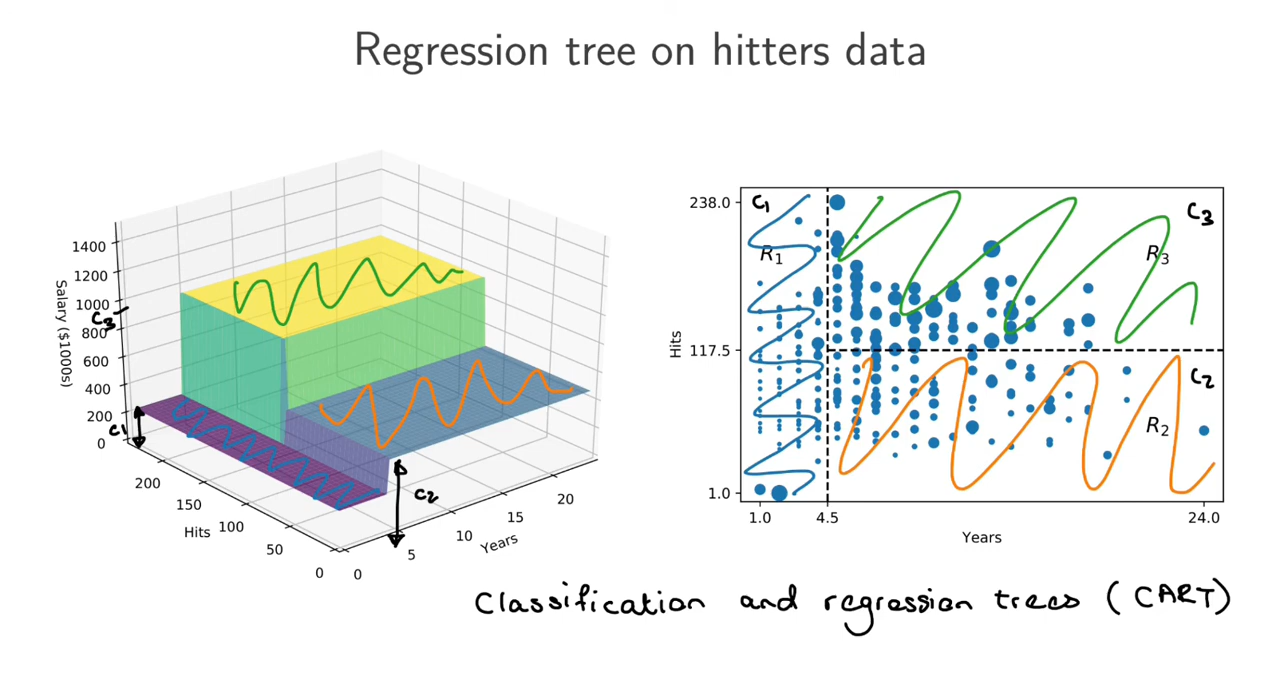 Regression tree on hitters data
1400
1200
1000
C3
800
600
400
200
C1
0
Salary ($1000s)
200
150
100
50
0
Hits
0
5
10
15
20
Years
C2
238.0
117.5
1.0
Hits
C1
R1
C3
R3
C2
R2
1.0
4.5
24.0
Years
Classification and regression trees (CART)